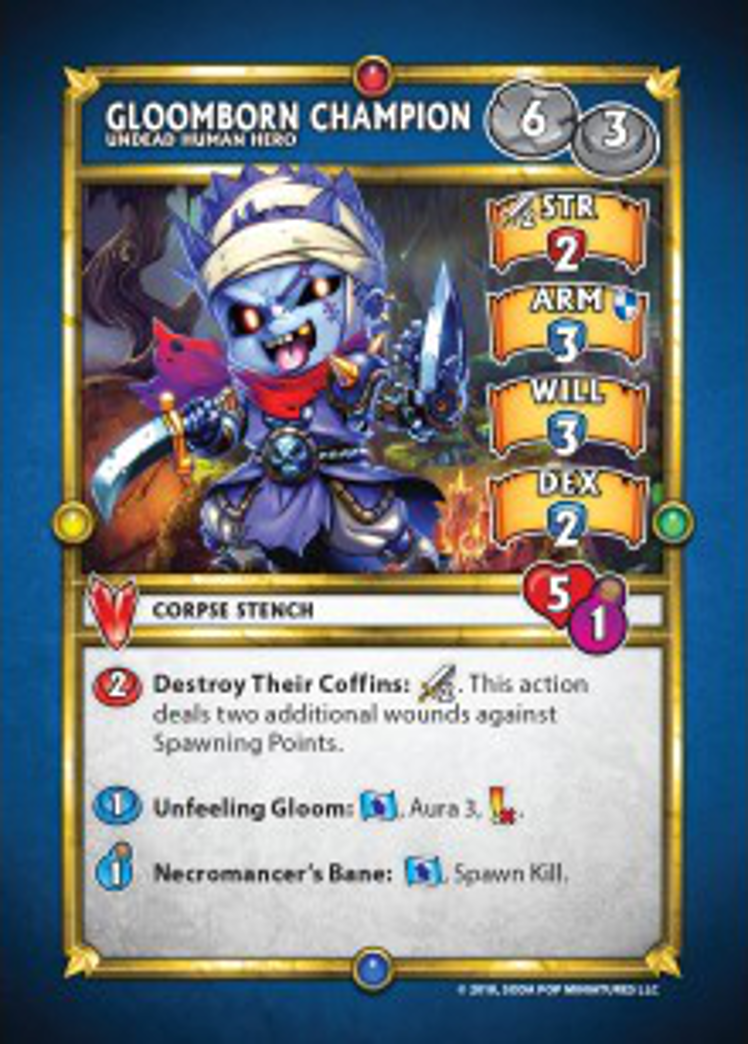 GLOOMBORN CHAMPION
UNDEAD HUMAN HERO
6
3
STR
2
ARM
3
WILL
3
DEX
2
CORPSE STENCH
5
1
2 Destroy Their Coffins: . This action
deals two additional wounds against
Spawning Points.
1 Unfeeling Gloom: , Aura 3, .
1 Necromancer's Bane: , Spawn Kill.
© 2018, SODA POP MINIATURES LLC